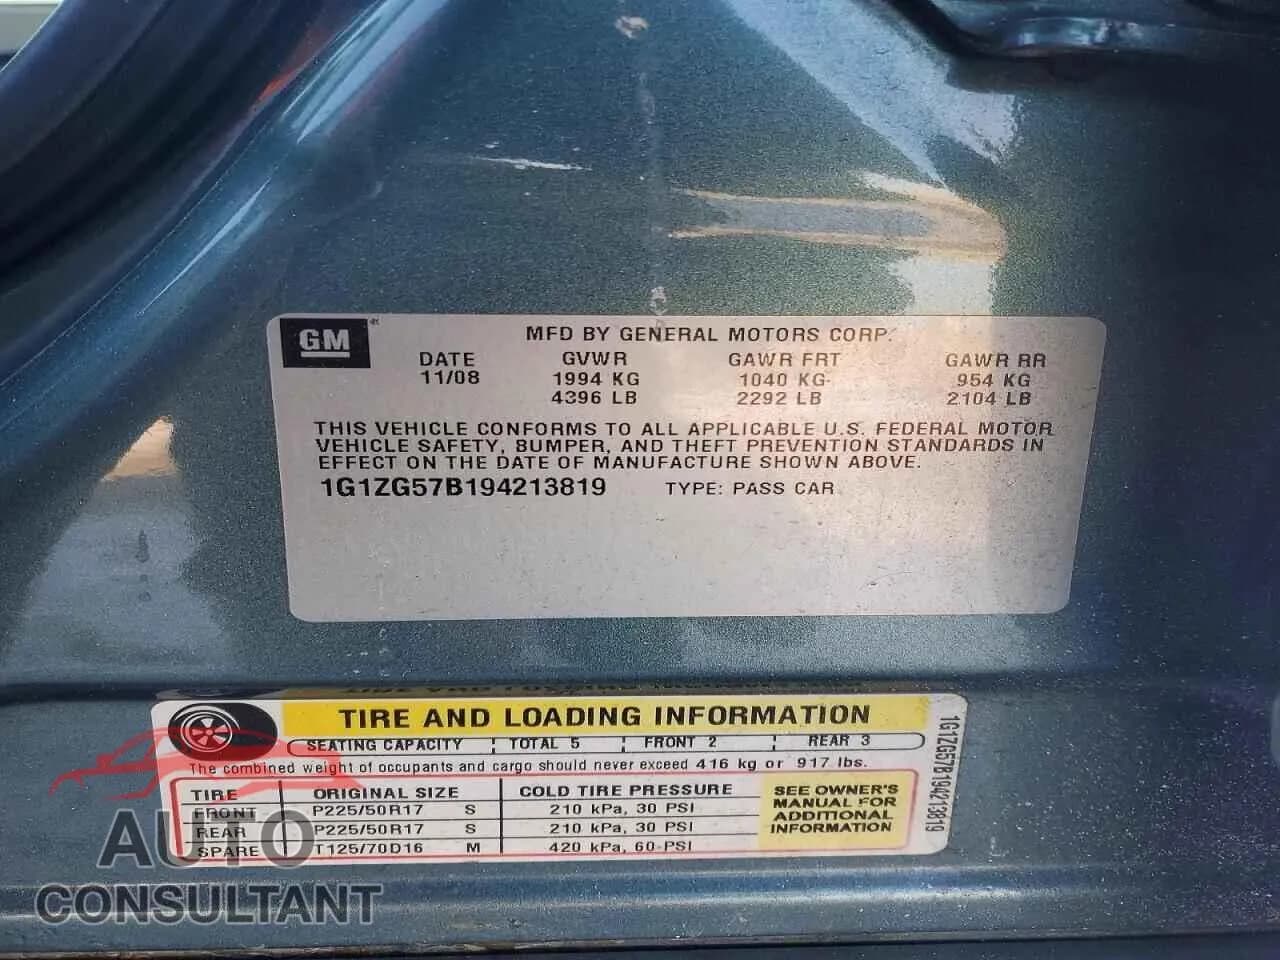 GM
MFD BY GENERAL MOTORS CORP.
DATE GVWR GAWR FRT GAWR RR
11/08 1994 KG 1040 KG 954 KG
4396 LB 2292 LB 2104 LB
THIS VEHICLE CONFORMS TO ALL APPLICABLE U.S. FEDERAL MOTOR
VEHICLE SAFETY, BUMPER, AND THEFT PREVENTION STANDARDS IN
EFFECT ON THE DATE OF MANUFACTURE SHOWN ABOVE.
1G1ZG57B194213819 TYPE: PASS CAR
TIRE AND LOADING INFORMATION
SEATING CAPACITY TOTAL 5 FRONT 2 REAR 3
The combined weight of occupants and cargo should never exceed 416 kg or 917 lbs.
TIRE ORIGINAL SIZE COLD TIRE PRESSURE
FRONT P225/50R17 S 210 kPa, 30 PSI
REAR P225/50R17 S 210 kPa, 30 PSI
SPARE T125/70D16 M 420 kPa, 60 PSI
SEE OWNER'S
MANUAL FOR
ADDITIONAL
INFORMATION
1G1ZG57B194213819
AUTO
CONSULTANT